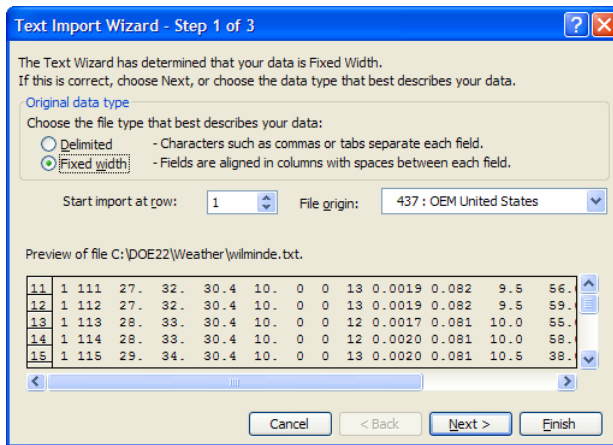 Text Import Wizard - Step 1 of 3
The Text Wizard has determined that your data is Fixed Width.
If this is correct, choose Next, or choose the data type that best describes your data.
Original data type
Choose the file type that best describes your data:
Delimited - Characters such as commas or tabs separate each field.
Fixed width - Fields are aligned in columns with spaces between each field.
Start import at row: 1 File origin: 437 : OEM United States
Preview of file C:\DOE22\Weather\wilminde.txt.
11 1 111 27. 32. 30.4 10. 0 0 13 0.0019 0.082 9.5 56.
12 1 112 27. 32. 30.4 10. 0 0 13 0.0019 0.082 9.5 59.
13 1 113 28. 33. 30.4 10. 0 0 12 0.0017 0.081 10.0 55.
14 1 114 28. 33. 30.4 10. 0 0 12 0.0020 0.081 10.0 58.
15 1 115 29. 34. 30.4 10. 0 0 13 0.0020 0.081 10.5 38.
Cancel < Back Next > Finish